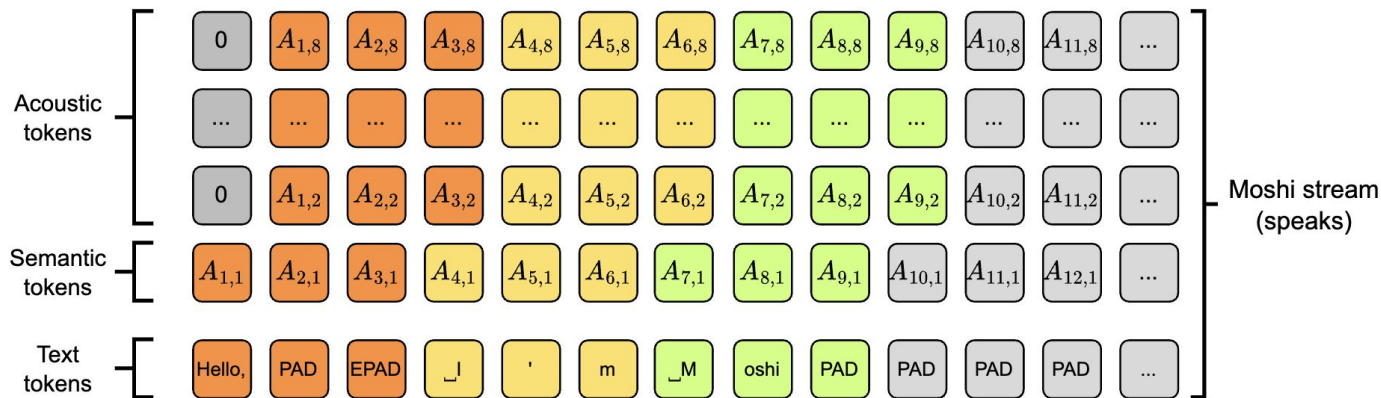 0 A₁,₈ A₂,₈ A₃,₈ A₄,₈ A₅,₈ A₆,₈ A₇,₈ A₈,₈ A₉,₈ A₁₀,₈ A₁₁,₈ ...
Acoustic
tokens
... ... ... ... ... ... ... ... ... ... ... ... ...
0 A₁,₂ A₂,₂ A₃,₂ A₄,₂ A₅,₂ A₆,₂ A₇,₂ A₈,₂ A₉,₂ A₁₀,₂ A₁₁,₂ ...
Moshi stream
(speaks)
Semantic
tokens
A₁,₁ A₂,₁ A₃,₁ A₄,₁ A₅,₁ A₆,₁ A₇,₁ A₈,₁ A₉,₁ A₁₀,₁ A₁₁,₁ A₁₂,₁ ...
Text
tokens
Hello, PAD EPAD ␣I ' m ␣M oshi PAD PAD PAD PAD ...